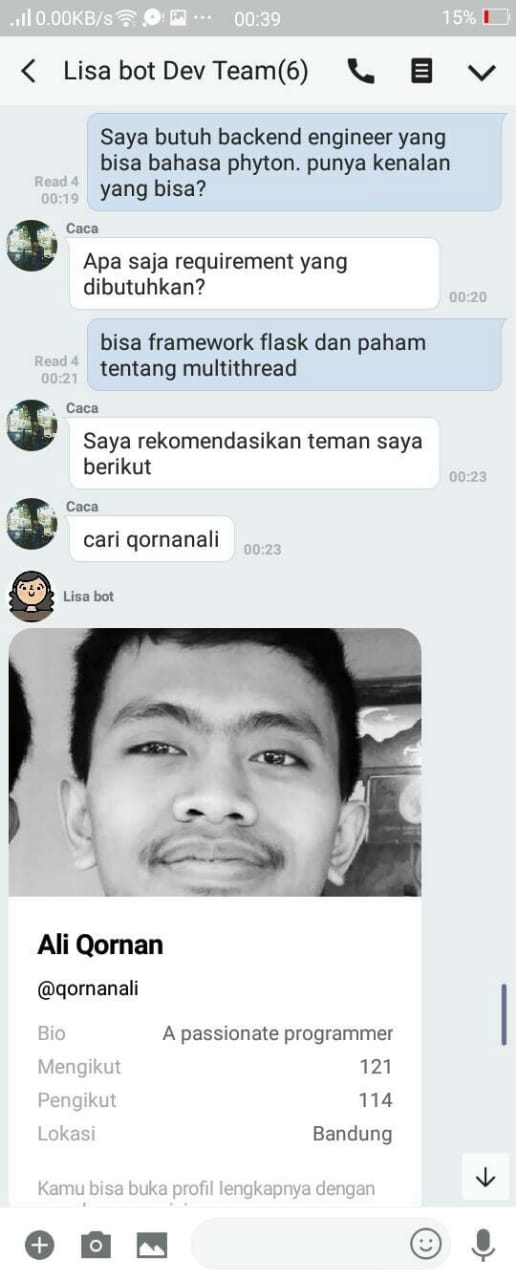 0.00KB/s
00:39
15%
Lisa bot Dev Team(6)
Saya butuh backend engineer yang
bisa bahasa phyton. punya kenalan
yang bisa?
Read 4
00:19
Caca
Apa saja requirement yang
dibutuhkan?
00:20
bisa framework flask dan paham
tentang multithread
Read 4
00:21
Caca
Saya rekomendasikan teman saya
berikut
00:23
Caca
cari qornanali
00:23
Lisa bot
Ali Qornan
@qornanali
Bio A passionate programmer
Mengikut 121
Pengikut 114
Lokasi Bandung
Kamu bisa buka profil lengkapnya dengan